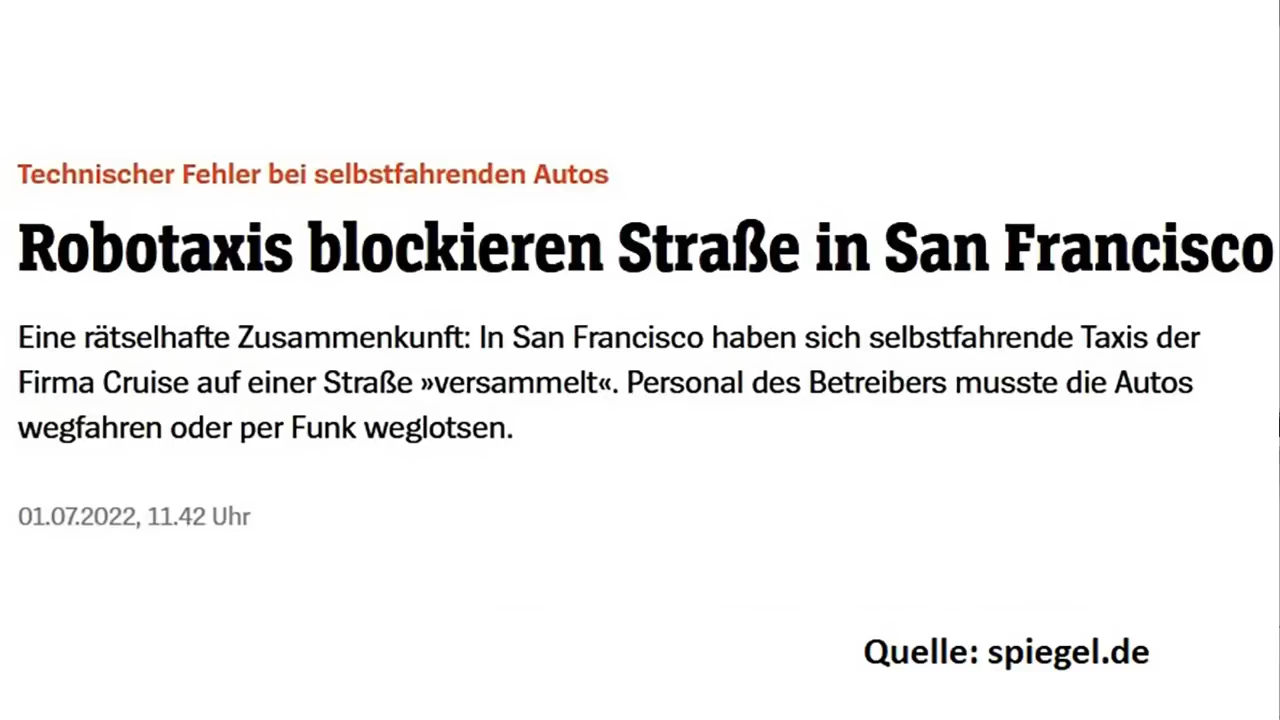 Technischer Fehler bei selbstfahrenden Autos
Robotaxis blockieren Straße in San Francisco
Eine rätselhafte Zusammenkunft: In San Francisco haben sich selbstfahrende Taxis der
Firma Cruise auf einer Straße »versammelt«. Personal des Betreibers musste die Autos
wegfahren oder per Funk weglotsen.
01.07.2022, 11.42 Uhr
Quelle: spiegel.de